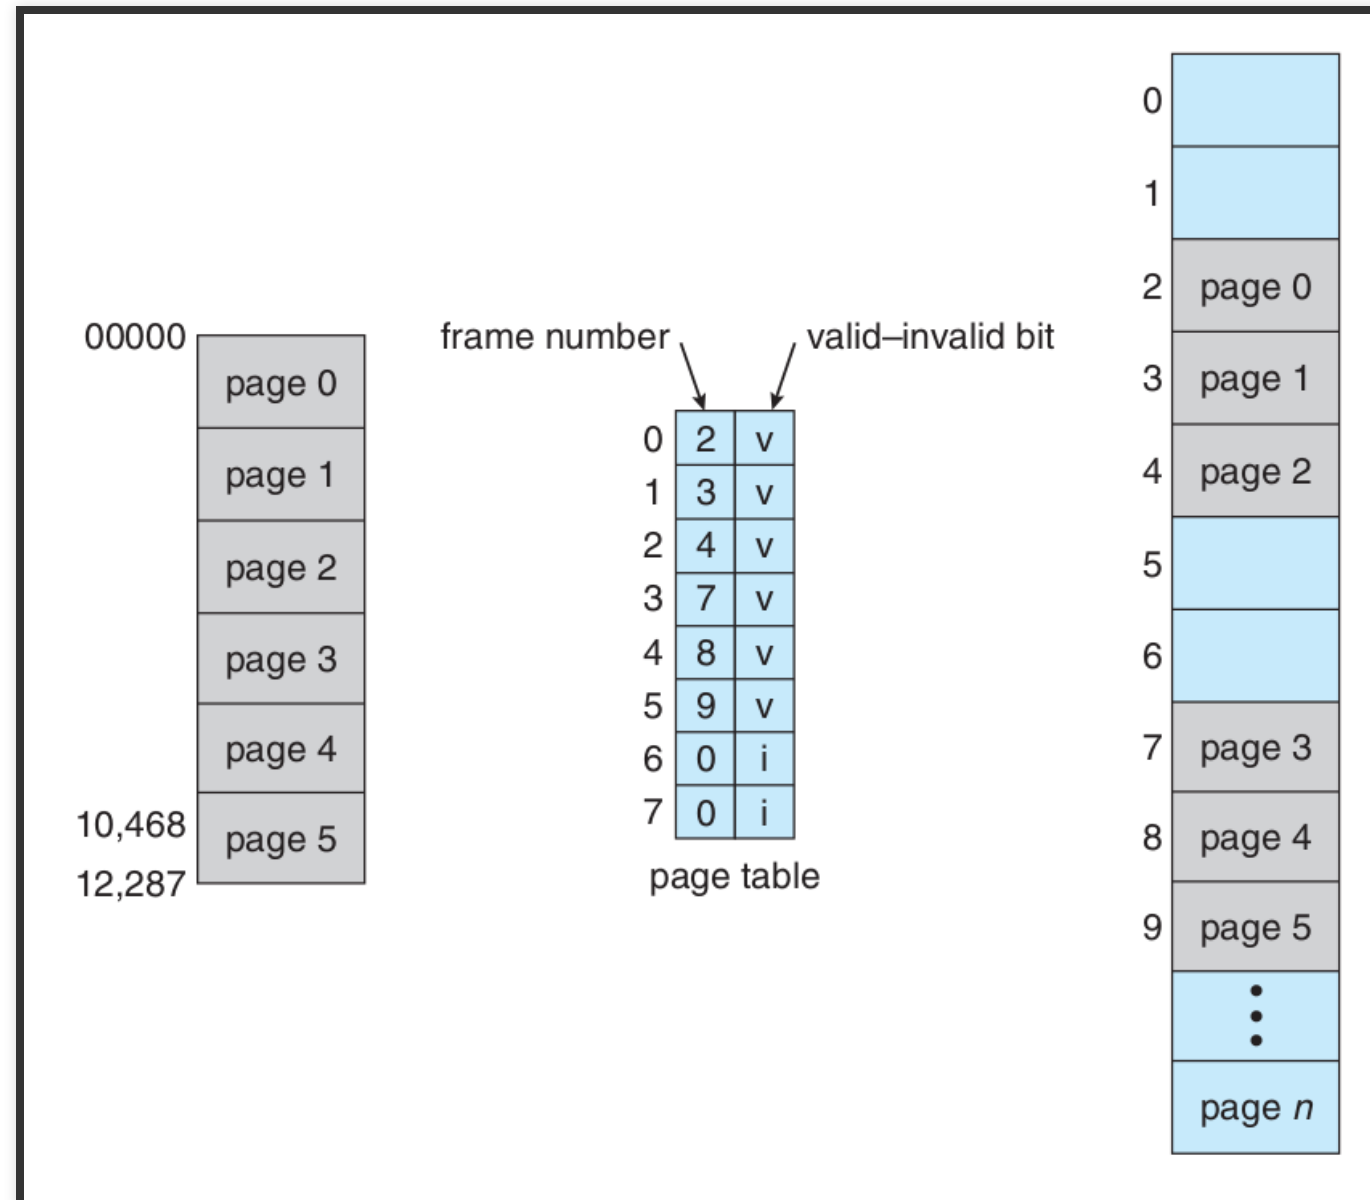 00000
page 0
page 1
page 2
page 3
page 4
10,468
page 5
12,287
frame number
valid–invalid bit
0 2 v
1 3 v
2 4 v
3 7 v
4 8 v
5 9 v
6 0 i
7 0 i
page table
0
1
2 page 0
3 page 1
4 page 2
5
6
7 page 3
8 page 4
9 page 5
page n